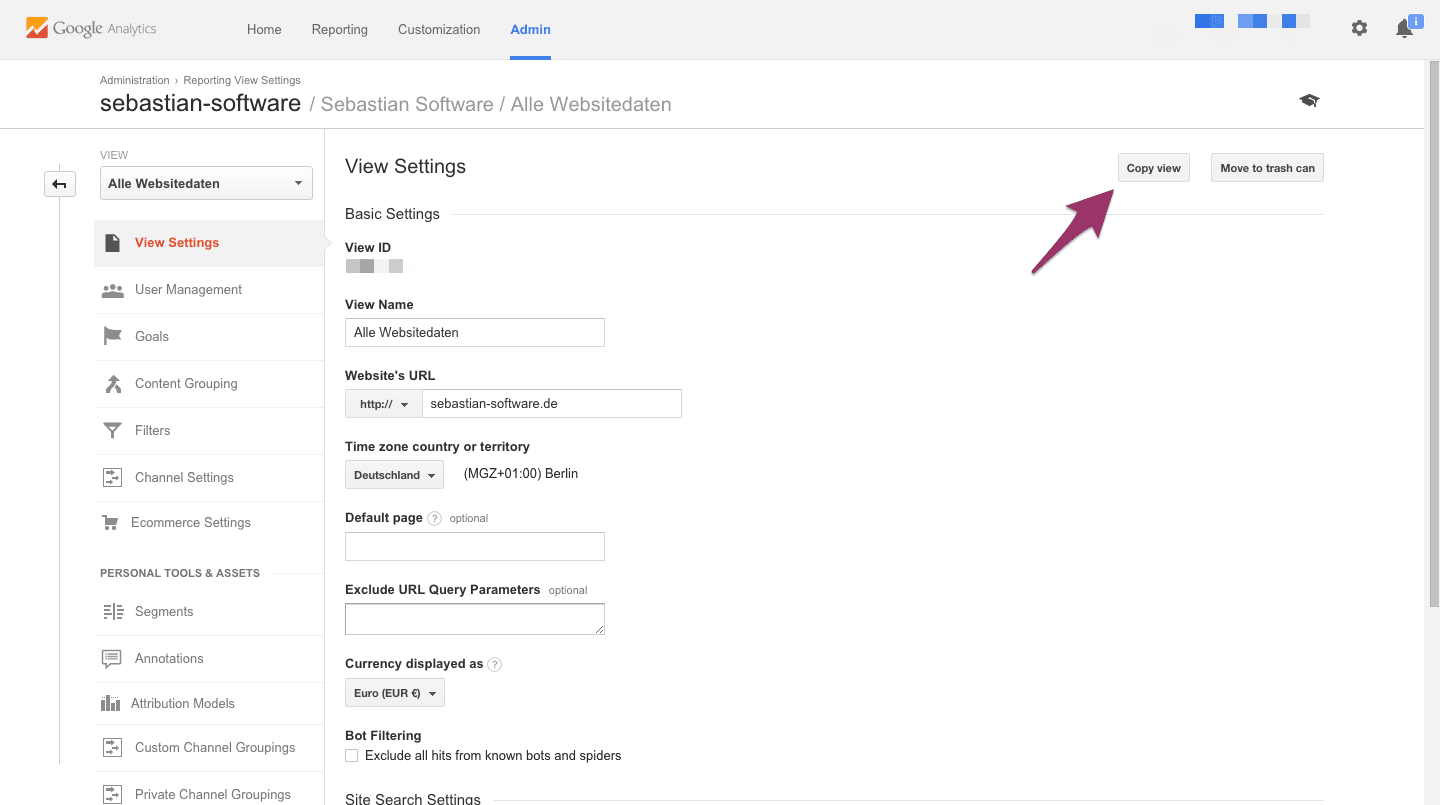 Google Analytics
Home Reporting Customization Admin
i
Administration › Reporting View Settings
sebastian-software / Sebastian Software / Alle Websitedaten
VIEW
Alle Websitedaten
View Settings
User Management
Goals
Content Grouping
Filters
Channel Settings
Ecommerce Settings
PERSONAL TOOLS & ASSETS
Segments
Annotations
Attribution Models
Custom Channel Groupings
Private Channel Groupings
View Settings
Copy view
Move to trash can
Basic Settings
View ID
View Name
Alle Websitedaten
Website's URL
http:// sebastian-software.de
Time zone country or territory
Deutschland (MGZ+01:00) Berlin
Default page ? optional
Exclude URL Query Parameters optional
Currency displayed as ?
Euro (EUR €)
Bot Filtering
Exclude all hits from known bots and spiders
Site Search Settings